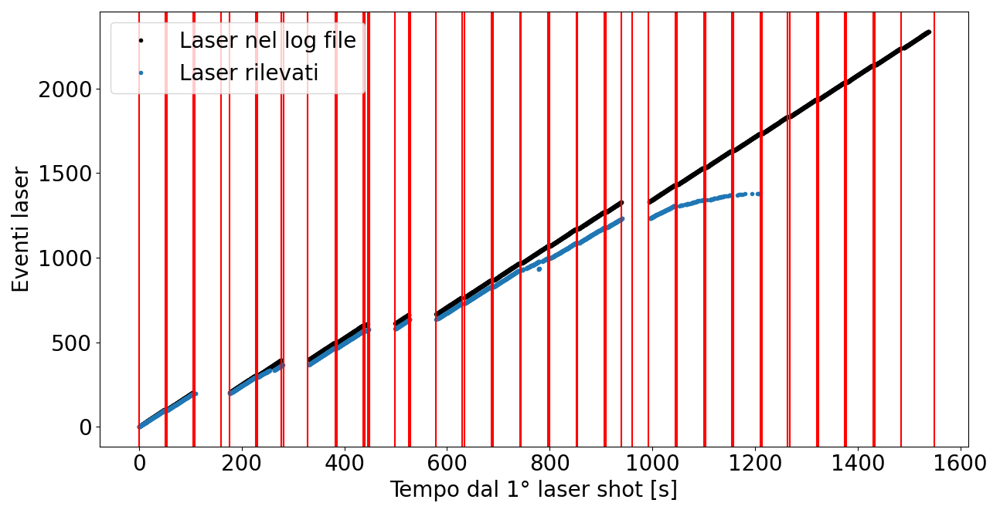 Laser nel log file
Laser rilevati
Eventi laser
2000
1500
1000
500
0
0 200 400 600 800 1000 1200 1400 1600
Tempo dal 1° laser shot [s]